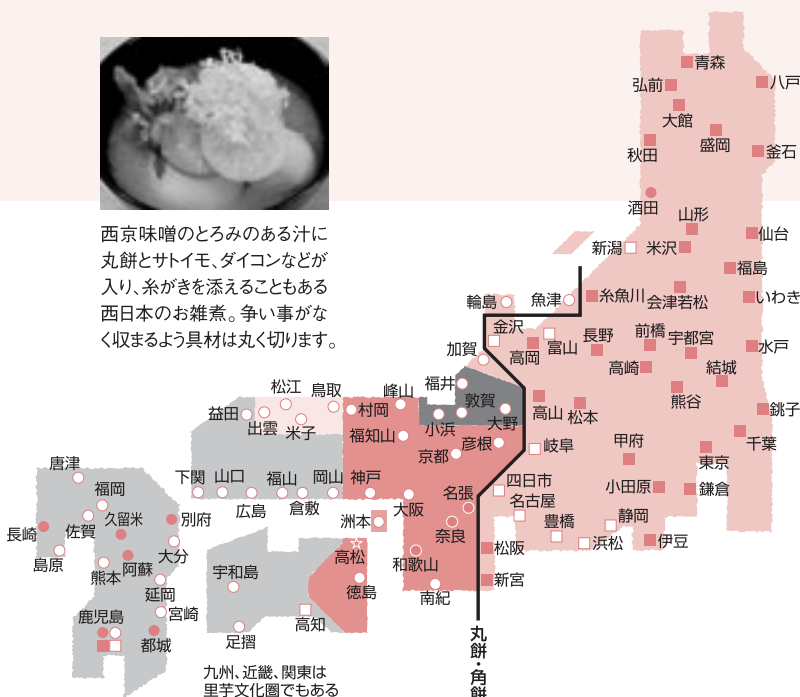 西京味噌のとろみのある汁に
丸餅とサトイモ、ダイコンなどが
入り、糸がきを添えることもある
西日本のお雑煮。争い事がな
く収まるよう具材は丸く切ります。
青森
弘前
八戸
大館
盛岡
秋田
釜石
酒田
山形
仙台
新潟
米沢
福島
輪島
魚津
糸魚川
会津若松
いわき
金沢
富山
長野
前橋
宇都宮
水戸
加賀
高岡
高崎
結城
福井
敦賀
熊谷
銚子
小浜
大野
高山
松本
千葉
松江
鳥取
峰山
村岡
益田
出雲
米子
福知山
京都
彦根
岐阜
甲府
東京
下関
山口
福山
岡山
神戸
名張
四日市
小田原
鎌倉
広島
倉敷
大阪
名古屋
唐津
福岡
洲本
奈良
豊橋
静岡
佐賀
久留米
別府
長崎
浜松
伊豆
島原
大分
高松
和歌山
松阪
熊本
阿蘇
宇和島
徳島
新宮
延岡
南紀
宮崎
鹿児島
高知
都城
足摺
丸餅・角餅
九州、近畿、関東は
里芋文化圏でもある